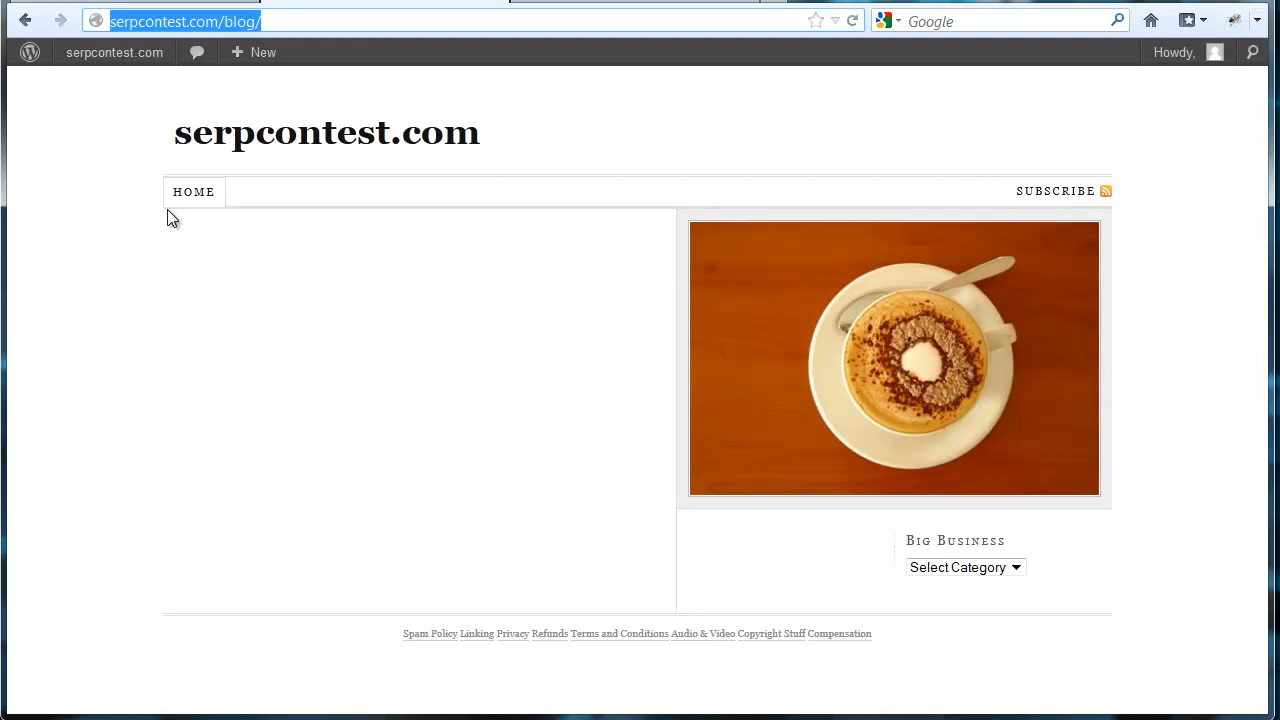 serpcontest.com/blog/
Google
serpcontest.com
New
Howdy,
serpcontest.com
HOME
SUBSCRIBE
Big Business
Select Category
Spam Policy Linking Privacy Refunds Terms and Conditions Audio & Video Copyright Stuff Compensation